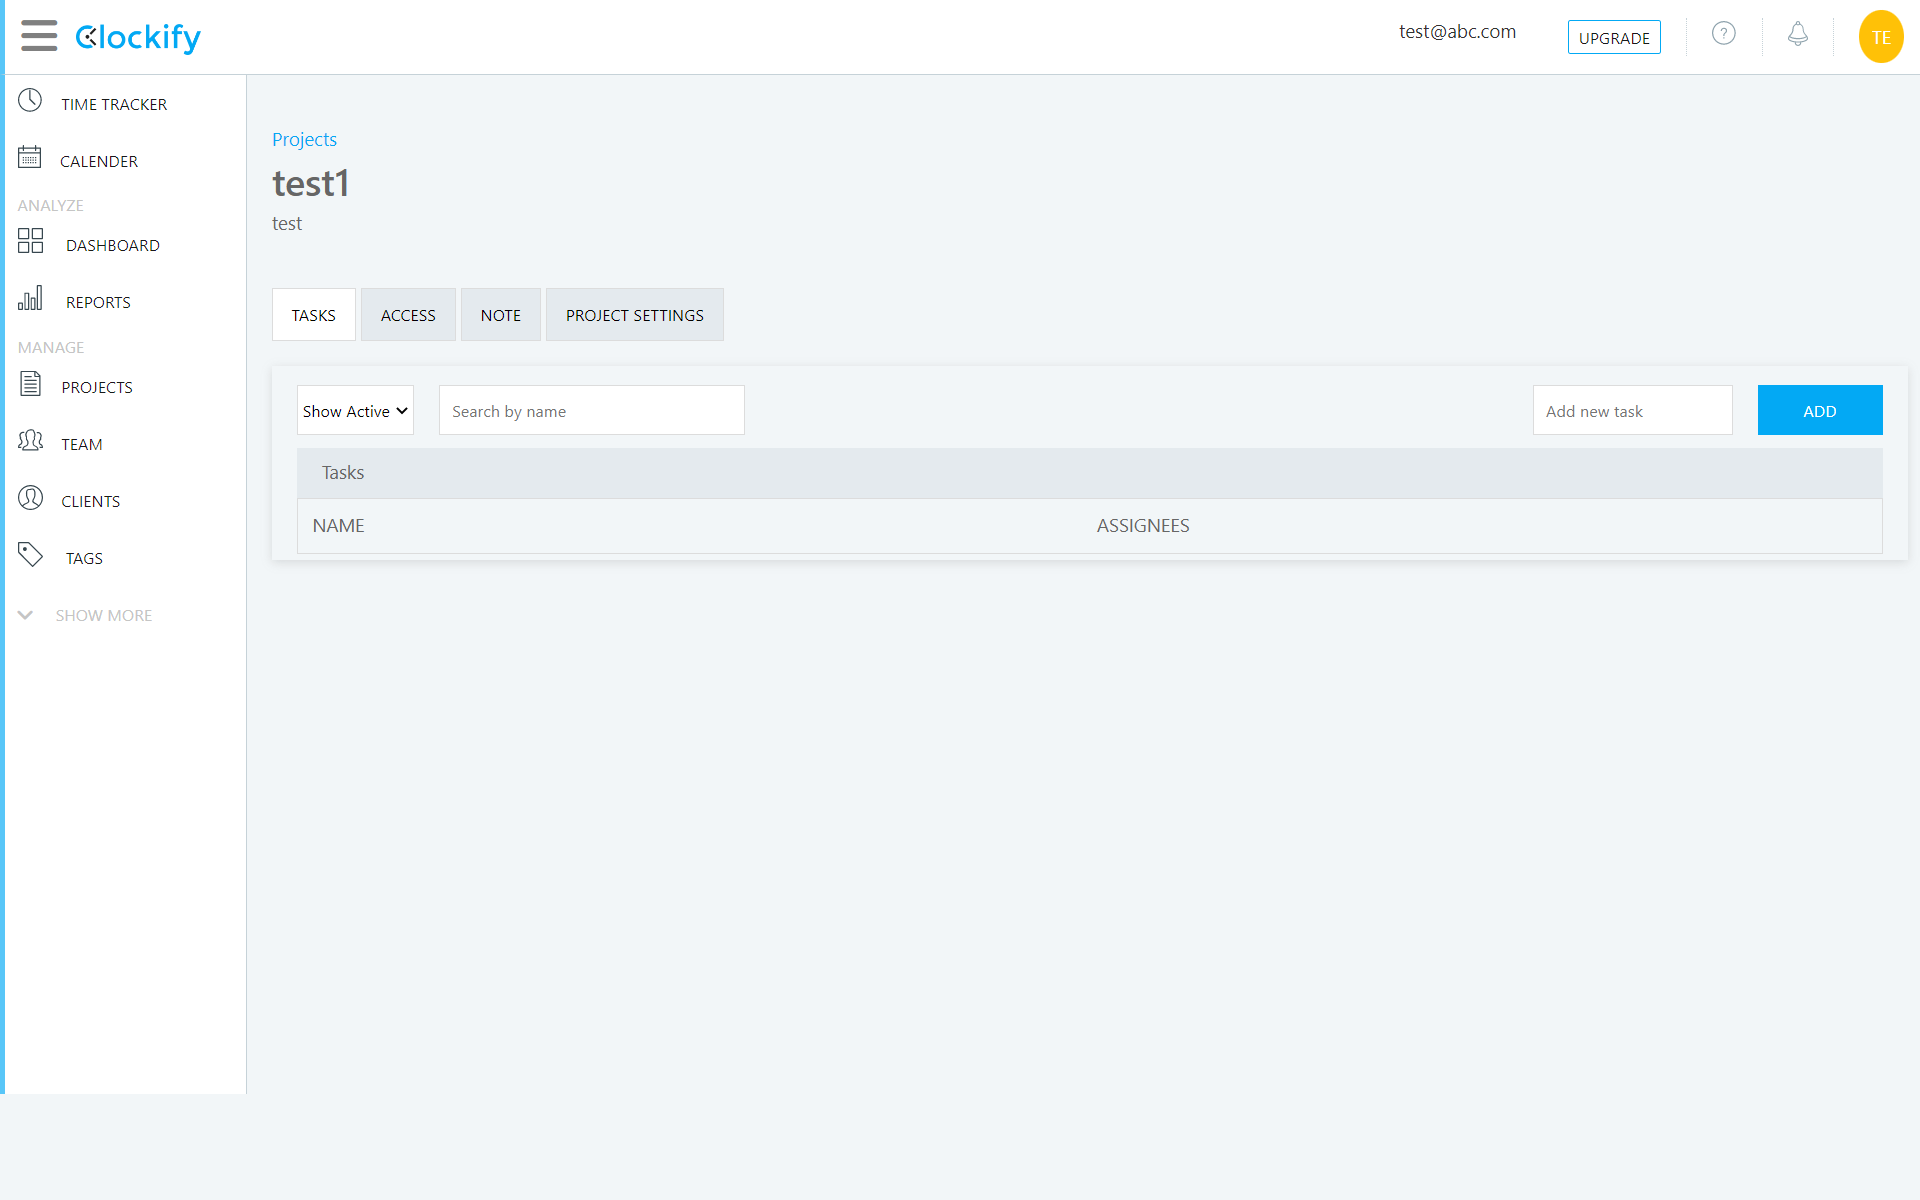 Clockify
test@abc.com
UPGRADE
?
TE
TIME TRACKER
CALENDER
ANALYZE
DASHBOARD
REPORTS
MANAGE
PROJECTS
TEAM
CLIENTS
TAGS
SHOW MORE
Projects
test1
test
TASKS
ACCESS
NOTE
PROJECT SETTINGS
Show Active
Search by name
Add new task
ADD
Tasks
NAME
ASSIGNEES